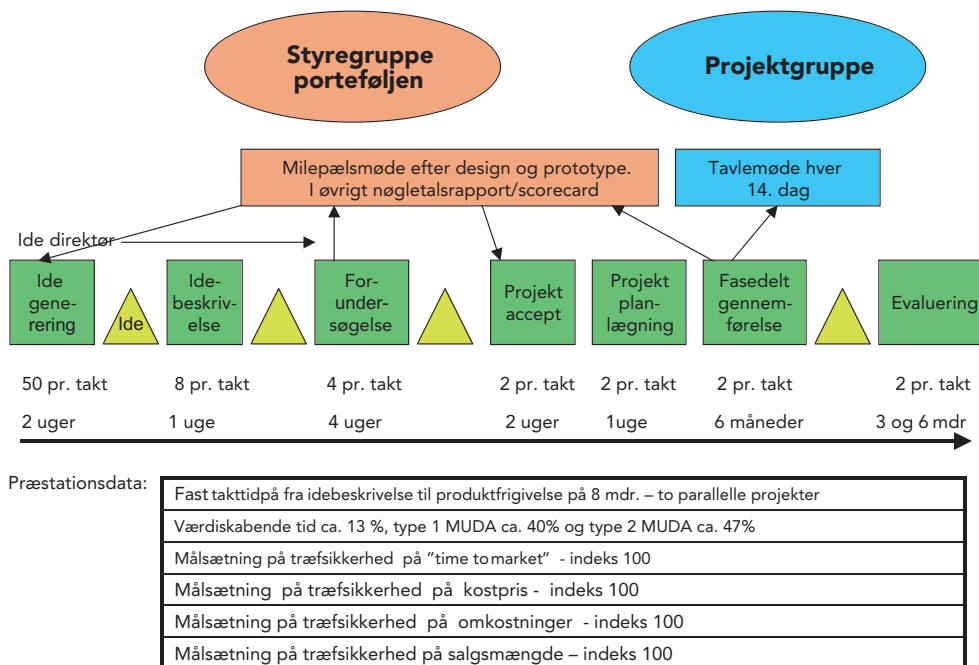 Styregruppe
porteføljen
Projektgruppe
Milepælsmøde efter design og prototype.
I øvrigt nøgletalsrapport/scorecard
Tavlemøde hver
14. dag
Ide direktør
Ide
gene-
rering
Ide
Ide-
beskriv-
else
For-
under-
søgelse
Projekt
accept
Projekt
plan-
lægning
Fasedelt
gennem-
førelse
Evaluering
50 pr. takt
8 pr. takt
4 pr. takt
2 pr. takt
2 pr. takt
2 pr. takt
2 pr. takt
2 uger
1 uge
4 uger
2 uger
1uge
6 måneder
3 og 6 mdr
Præstationsdata:
Fast takttidpå fra idebeskrivelse til produktfrigivelse på 8 mdr. – to parallelle projekter
Værdiskabende tid ca. 13 %, type 1 MUDA ca. 40% og type 2 MUDA ca. 47%
Målsætning på træfsikkerhed på ”time tomarket” - indeks 100
Målsætning på træfsikkerhed på kostpris - indeks 100
Målsætning på træfsikkerhed på omkostninger - indeks 100
Målsætning på træfsikkerhed på salgsmængde – indeks 100